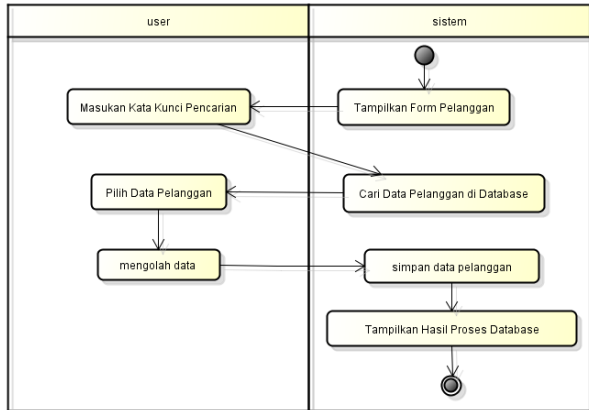 user
sistem
Tampilkan Form Pelanggan
Masukan Kata Kunci Pencarian
Cari Data Pelanggan di Database
Pilih Data Pelanggan
mengolah data
simpan data pelanggan
Tampilkan Hasil Proses Database